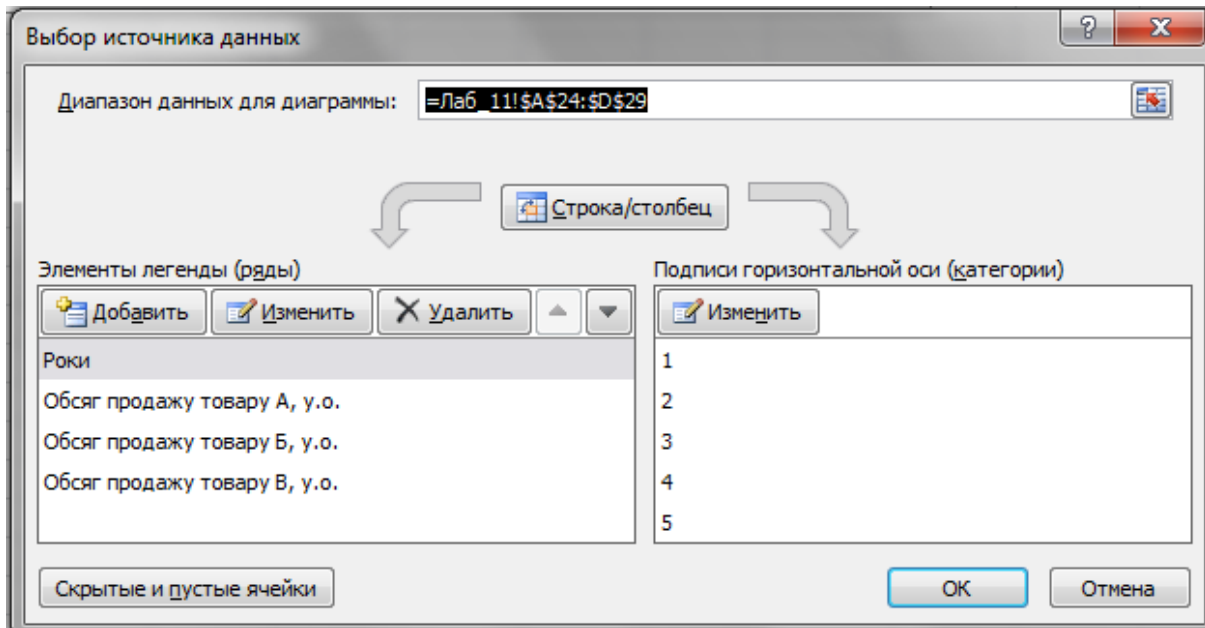 Выбор источника данных
?
X
Диапазон данных для диаграммы: =Лаб_11!$A$24:$D$29
Строка/столбец
Элементы легенды (ряды)
Добавить Изменить Удалить
Роки
Обсяг продажу товару А, у.о.
Обсяг продажу товару Б, у.о.
Обсяг продажу товару В, у.о.
Подписи горизонтальной оси (категории)
Изменить
1
2
3
4
5
Скрытые и пустые ячейки
ОК Отмена